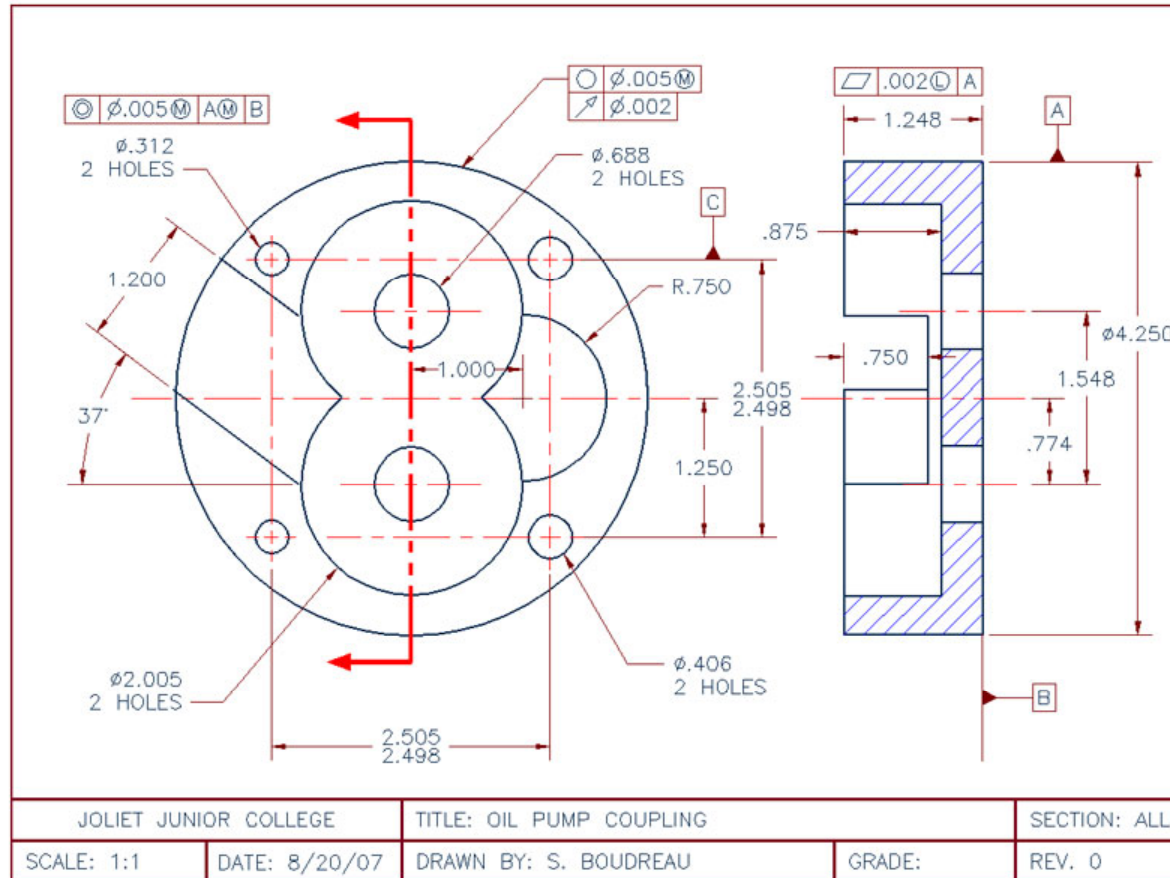 ◎ Ø.005Ⓜ AⓂ B
Ø.312
2 HOLES
○ Ø.005Ⓜ
↗ Ø.002
Ø.688
2 HOLES
⏥ .002Ⓛ A
1.248
A
C
.875
R.750
1.200
1.000
.750
Ø4.250
37°
2.505
2.498
1.548
.774
1.250
Ø2.005
2 HOLES
Ø.406
2 HOLES
B
2.505
2.498
JOLIET JUNIOR COLLEGE
TITLE: OIL PUMP COUPLING
SECTION: ALL
SCALE: 1:1
DATE: 8/20/07
DRAWN BY: S. BOUDREAU
GRADE:
REV. 0